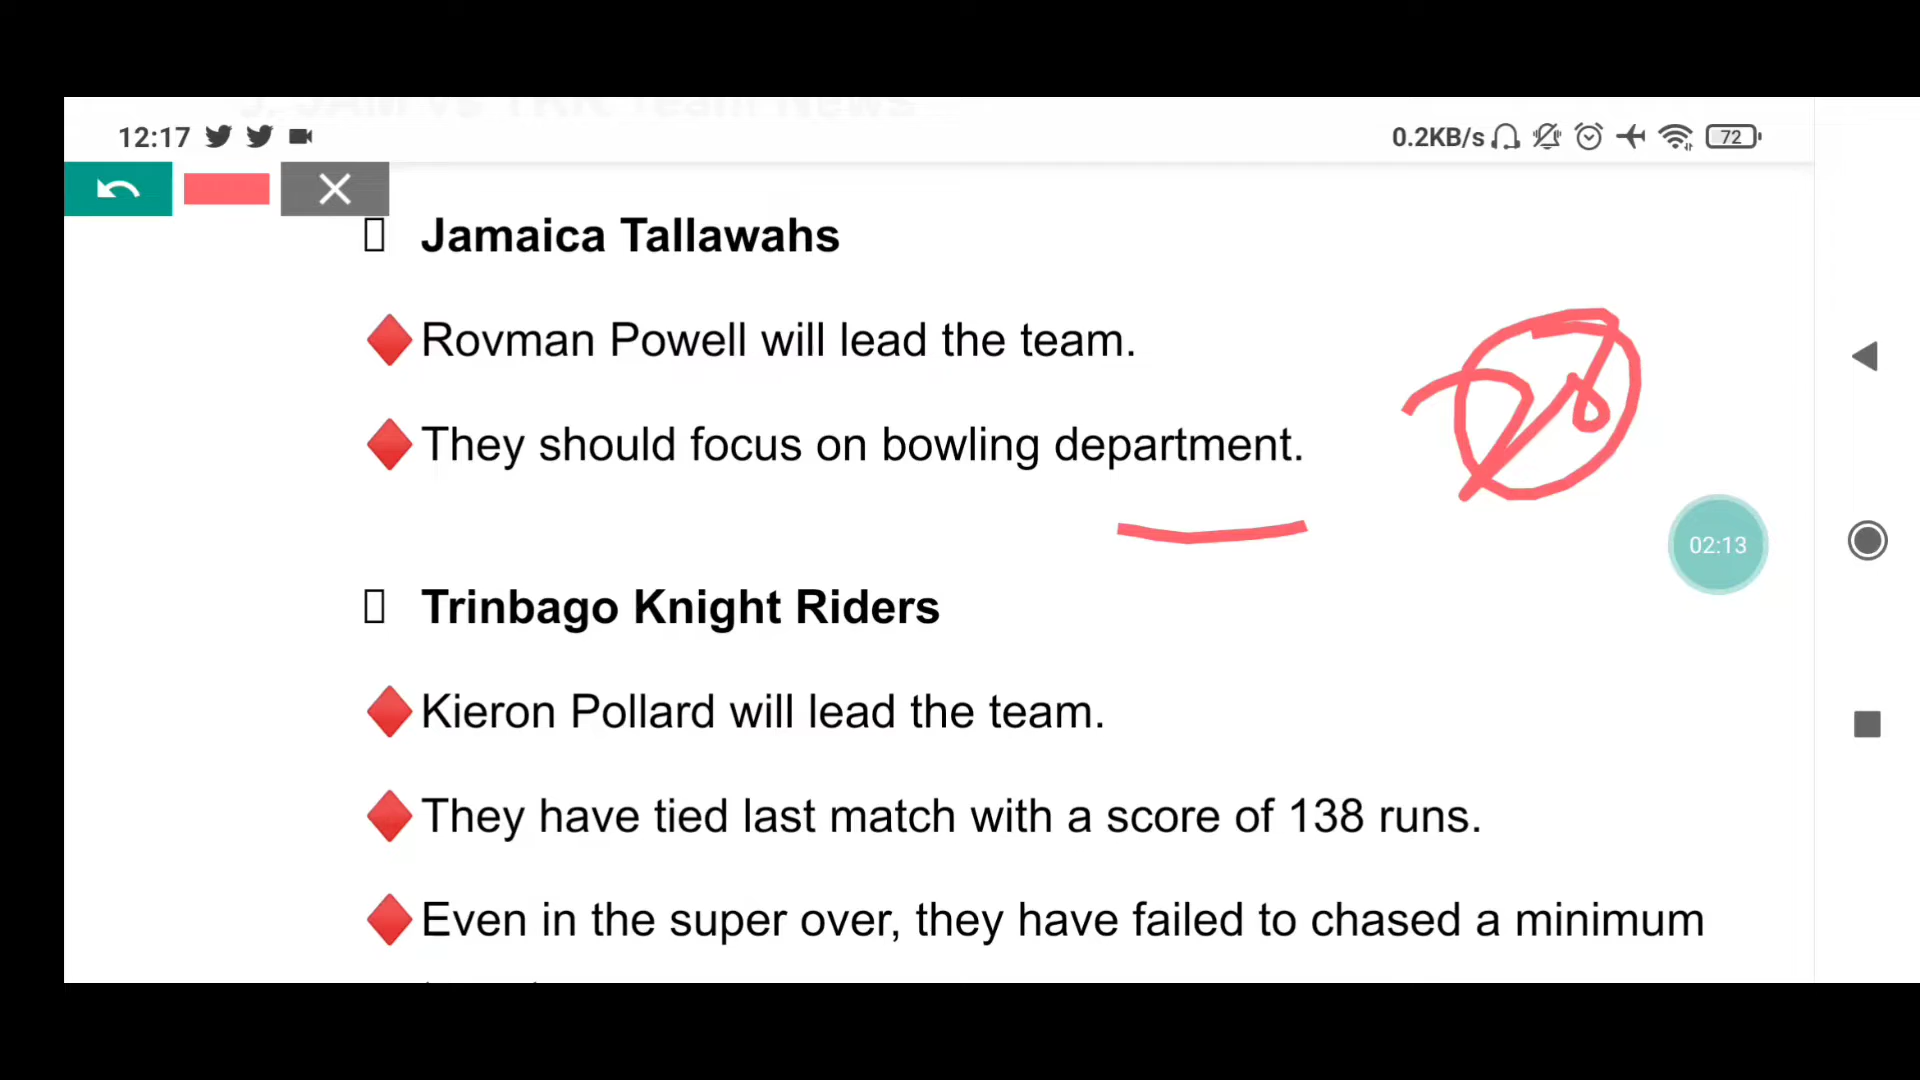 12:17 0.2KB/s 72
Jamaica Tallawahs
Rovman Powell will lead the team.
They should focus on bowling department.
02:13
Trinbago Knight Riders
Kieron Pollard will lead the team.
They have tied last match with a score of 138 runs.
Even in the super over, they have failed to chased a minimum